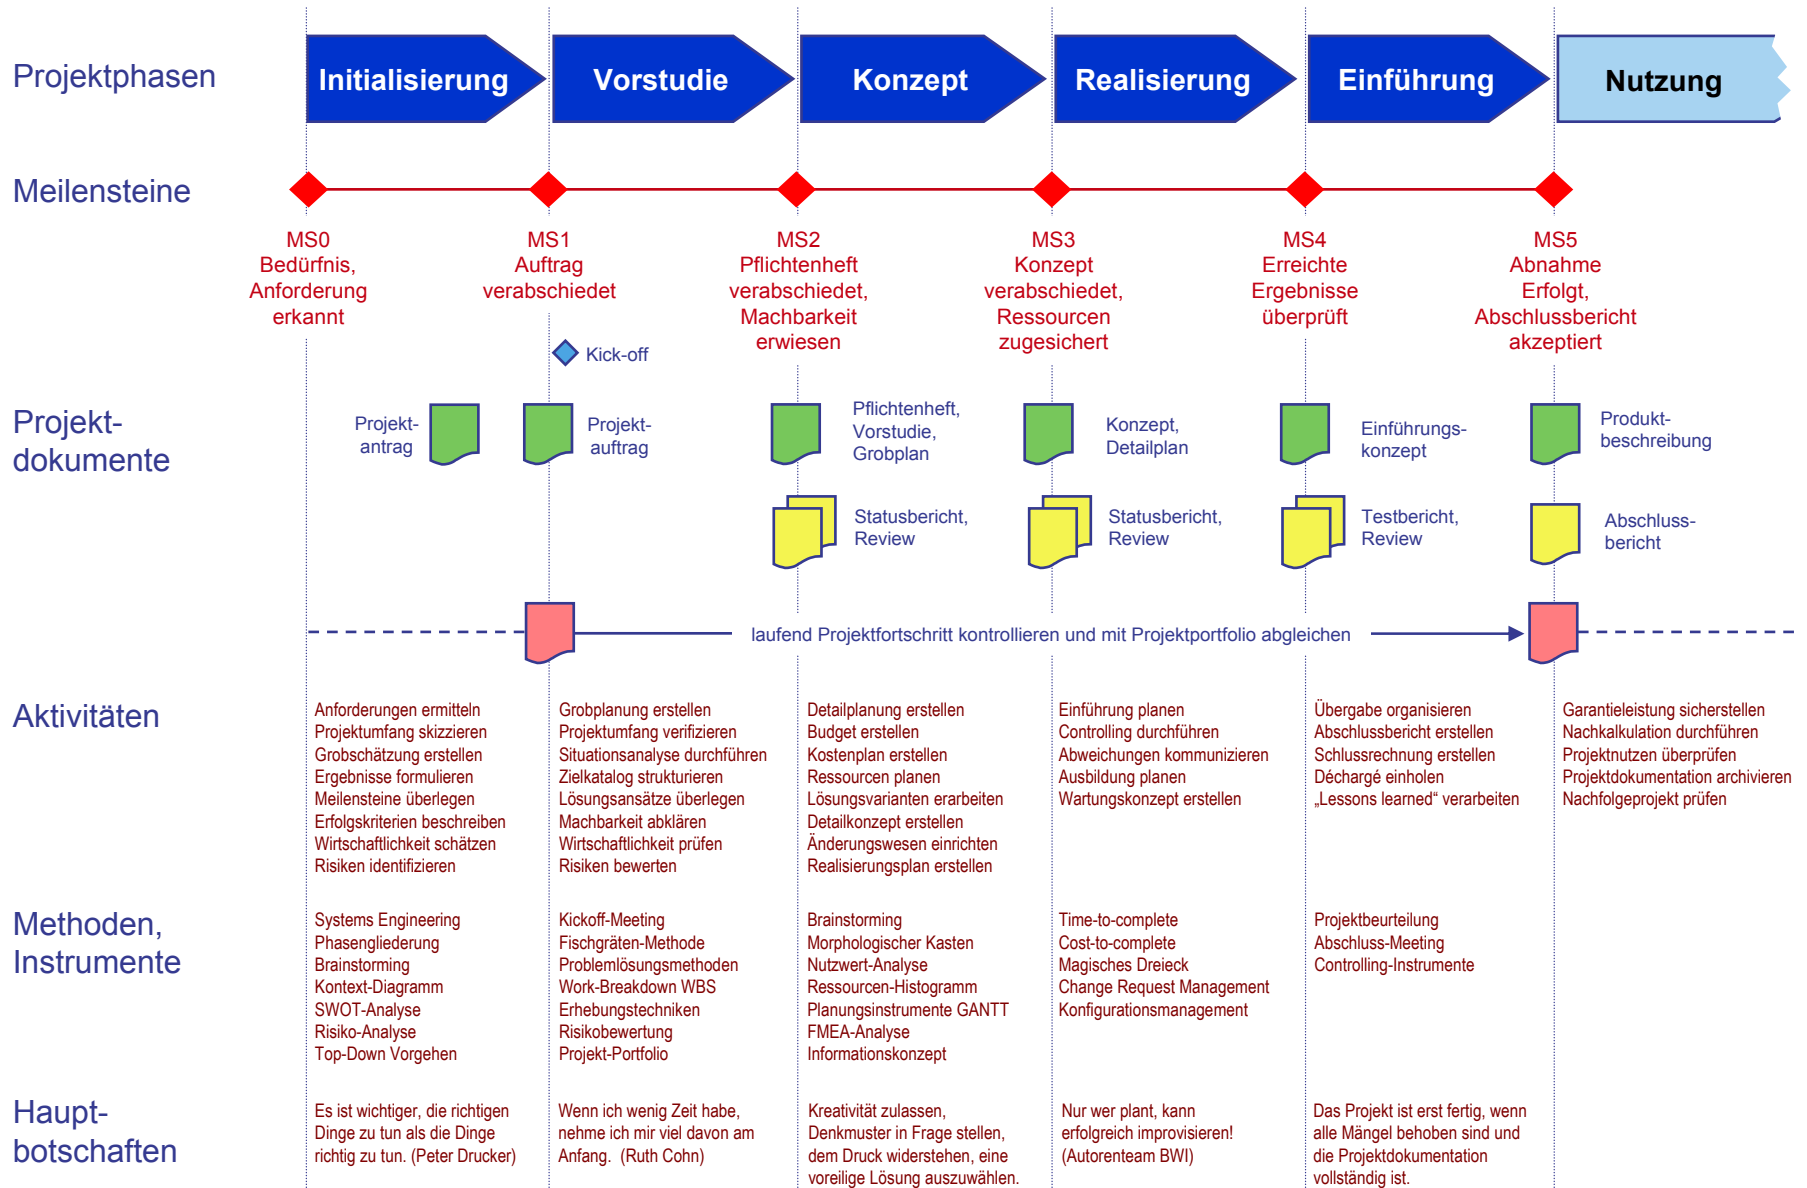 Projektphasen
Initialisierung
Vorstudie
Konzept
Realisierung
Einführung
Nutzung
Meilensteine
MS0
Bedürfnis,
Anforderung
erkannt
MS1
Auftrag
verabschiedet
MS2
Pflichtenheft
verabschiedet,
Machbarkeit
erwiesen
MS3
Konzept
verabschiedet,
Ressourcen
zugesichert
MS4
Erreichte
Ergebnisse
überprüft
MS5
Abnahme
Erfolgt,
Abschlussbericht
akzeptiert
Kick-off
Projekt-
dokumente
Projekt-
antrag
Projekt-
auftrag
Pflichtenheft,
Vorstudie,
Grobplan
Konzept,
Detailplan
Einführungs-
konzept
Produkt-
beschreibung
Statusbericht,
Review
Statusbericht,
Review
Testbericht,
Review
Abschluss-
bericht
laufend Projektfortschritt kontrollieren und mit Projektportfolio abgleichen
Aktivitäten
Anforderungen ermitteln
Projektumfang skizzieren
Grobschätzung erstellen
Ergebnisse formulieren
Meilensteine überlegen
Erfolgskriterien beschreiben
Wirtschaftlichkeit schätzen
Risiken identifizieren
Grobplanung erstellen
Projektumfang verifizieren
Situationsanalyse durchführen
Zielkatalog strukturieren
Lösungsansätze überlegen
Machbarkeit abklären
Wirtschaftlichkeit prüfen
Risiken bewerten
Detailplanung erstellen
Budget erstellen
Kostenplan erstellen
Ressourcen planen
Lösungsvarianten erarbeiten
Detailkonzept erstellen
Änderungswesen einrichten
Realisierungsplan erstellen
Einführung planen
Controlling durchführen
Abweichungen kommunizieren
Ausbildung planen
Wartungskonzept erstellen
Übergabe organisieren
Abschlussbericht erstellen
Schlussrechnung erstellen
Déchargé einholen
„Lessons learned“ verarbeiten
Garantieleistung sicherstellen
Nachkalkulation durchführen
Projektnutzen überprüfen
Projektdokumentation archivieren
Nachfolgeprojekt prüfen
Methoden,
Instrumente
Systems Engineering
Phasengliederung
Brainstorming
Kontext-Diagramm
SWOT-Analyse
Risiko-Analyse
Top-Down Vorgehen
Kickoff-Meeting
Fischgräten-Methode
Problemlösungsmethoden
Work-Breakdown WBS
Erhebungstechniken
Risikobewertung
Projekt-Portfolio
Brainstorming
Morphologischer Kasten
Nutzwert-Analyse
Ressourcen-Histogramm
Planungsinstrumente GANTT
FMEA-Analyse
Informationskonzept
Time-to-complete
Cost-to-complete
Magisches Dreieck
Change Request Management
Konfigurationsmanagement
Projektbeurteilung
Abschluss-Meeting
Controlling-Instrumente
Haupt-
botschaften
Es ist wichtiger, die richtigen
Dinge zu tun als die Dinge
richtig zu tun. (Peter Drucker)
Wenn ich wenig Zeit habe,
nehme ich mir viel davon am
Anfang. (Ruth Cohn)
Kreativität zulassen,
Denkmuster in Frage stellen,
dem Druck widerstehen, eine
voreilige Lösung auszuwählen.
Nur wer plant, kann
erfolgreich improvisieren!
(Autorenteam BWI)
Das Projekt ist erst fertig, wenn
alle Mängel behoben sind und
die Projektdokumentation
vollständig ist.